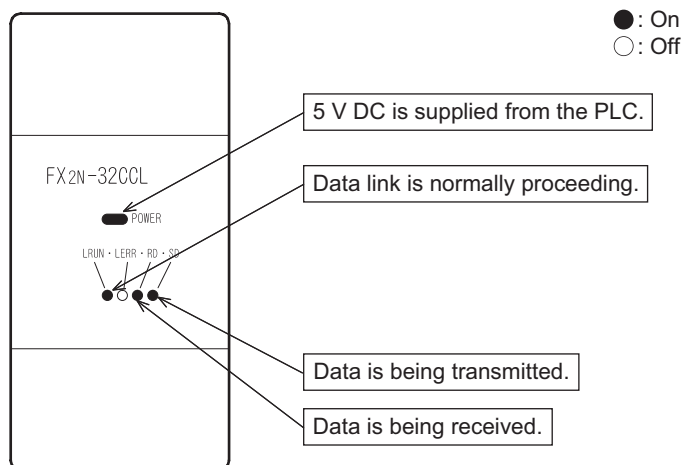 ●: On
○: Off
5 V DC is supplied from the PLC.
FX2N-32CCL
Data link is normally proceeding.
POWER
LRUN・LERR・RD・SD
Data is being transmitted.
Data is being received.